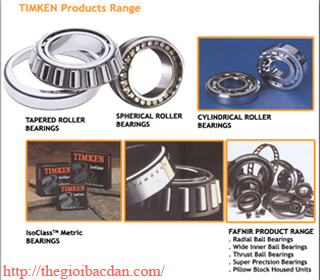 TIMKEN Products Range
TAPERED ROLLER
BEARINGS
SPHERICAL ROLLER
BEARINGS
CYLINDRICAL ROLLER
BEARINGS
TIMKEN
TIMKEN
IsoClass™ Metric
BEARINGS
FAFNIR PRODUCT RANGE
. Radial Ball Bearings
. Wide Inner Ball Bearings
. Thrust Ball Bearings
. Super Precision Bearings
. Pillow Block Housed Units
http://thegioibacdan.com/